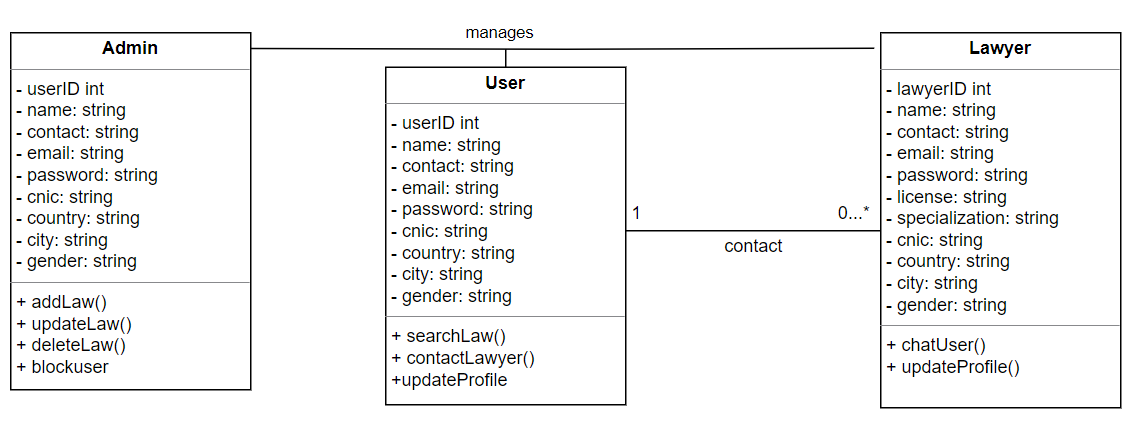 manages
Admin
- userID int
- name: string
- contact: string
- email: string
- password: string
- cnic: string
- country: string
- city: string
- gender: string
+ addLaw()
+ updateLaw()
+ deleteLaw()
+ blockuser
User
- userID int
- name: string
- contact: string
- email: string
- password: string
- cnic: string
- country: string
- city: string
- gender: string
+ searchLaw()
+ contactLawyer()
+updateProfile
1
0...*
contact
Lawyer
- lawyerID int
- name: string
- contact: string
- email: string
- password: string
- license: string
- specialization: string
- cnic: string
- country: string
- city: string
- gender: string
+ chatUser()
+ updateProfile()